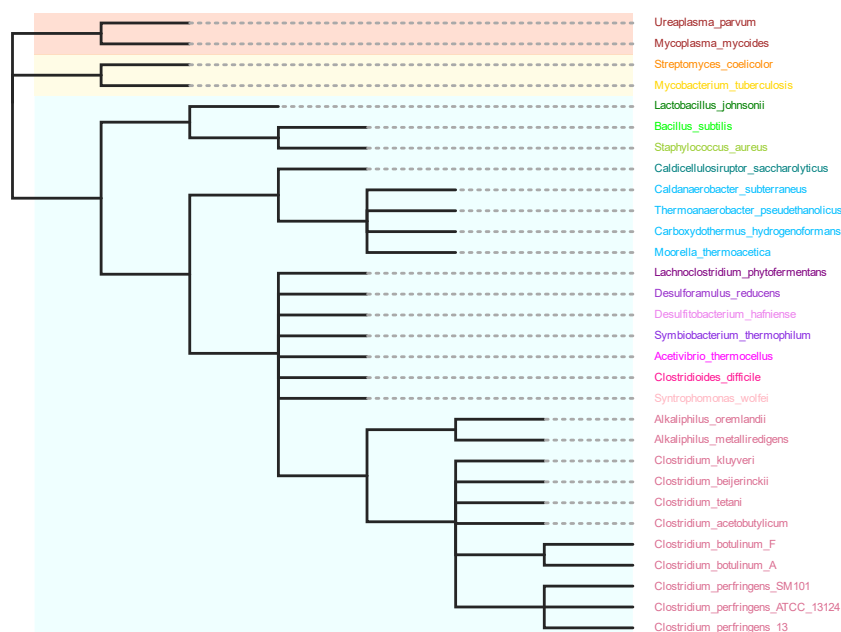 Ureaplasma_parvum
Mycoplasma_mycoides
Streptomyces_coelicolor
Mycobacterium_tuberculosis
Lactobacillus_johnsonii
Bacillus_subtilis
Staphylococcus_aureus
Caldicellulosiruptor_saccharolyticus
Caldanaerobacter_subterraneus
Thermoanaerobacter_pseudethanolicus
Carboxydothermus_hydrogenoformans
Moorella_thermoacetica
Lachnoclostridium_phytofermentans
Desulforamulus_reducens
Desulfitobacterium_hafniense
Symbiobacterium_thermophilum
Acetivibrio_thermocellus
Clostridioides_difficile
Syntrophomonas_wolfei
Alkaliphilus_oremlandii
Alkaliphilus_metalliredigens
Clostridium_kluyveri
Clostridium_beijerinckii
Clostridium_tetani
Clostridium_acetobutylicum
Clostridium_botulinum_F
Clostridium_botulinum_A
Clostridium_perfringens_SM101
Clostridium_perfringens_ATCC_13124
Clostridium_perfringens_13